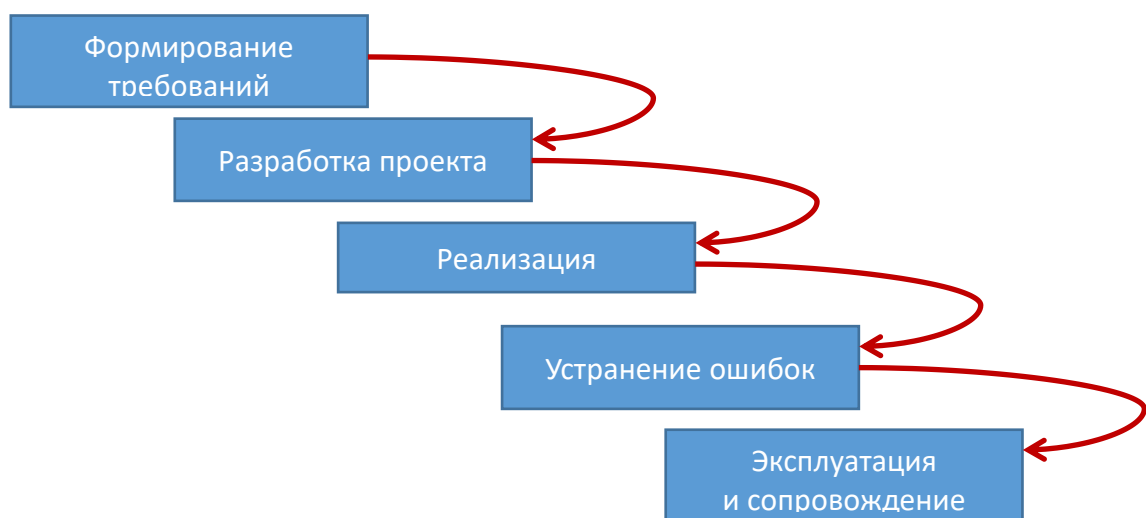 Формирование
требований
Разработка проекта
Реализация
Устранение ошибок
Эксплуатация
и сопровождение